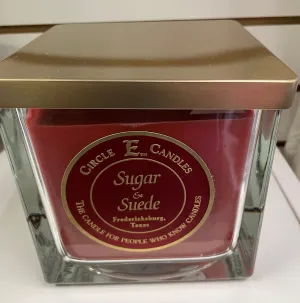 CIRCLE E CANDLES
Sugar
&
Suede
Fredericksburg,
Texas
THE CANDLE FOR PEOPLE WHO KNOW CANDLES